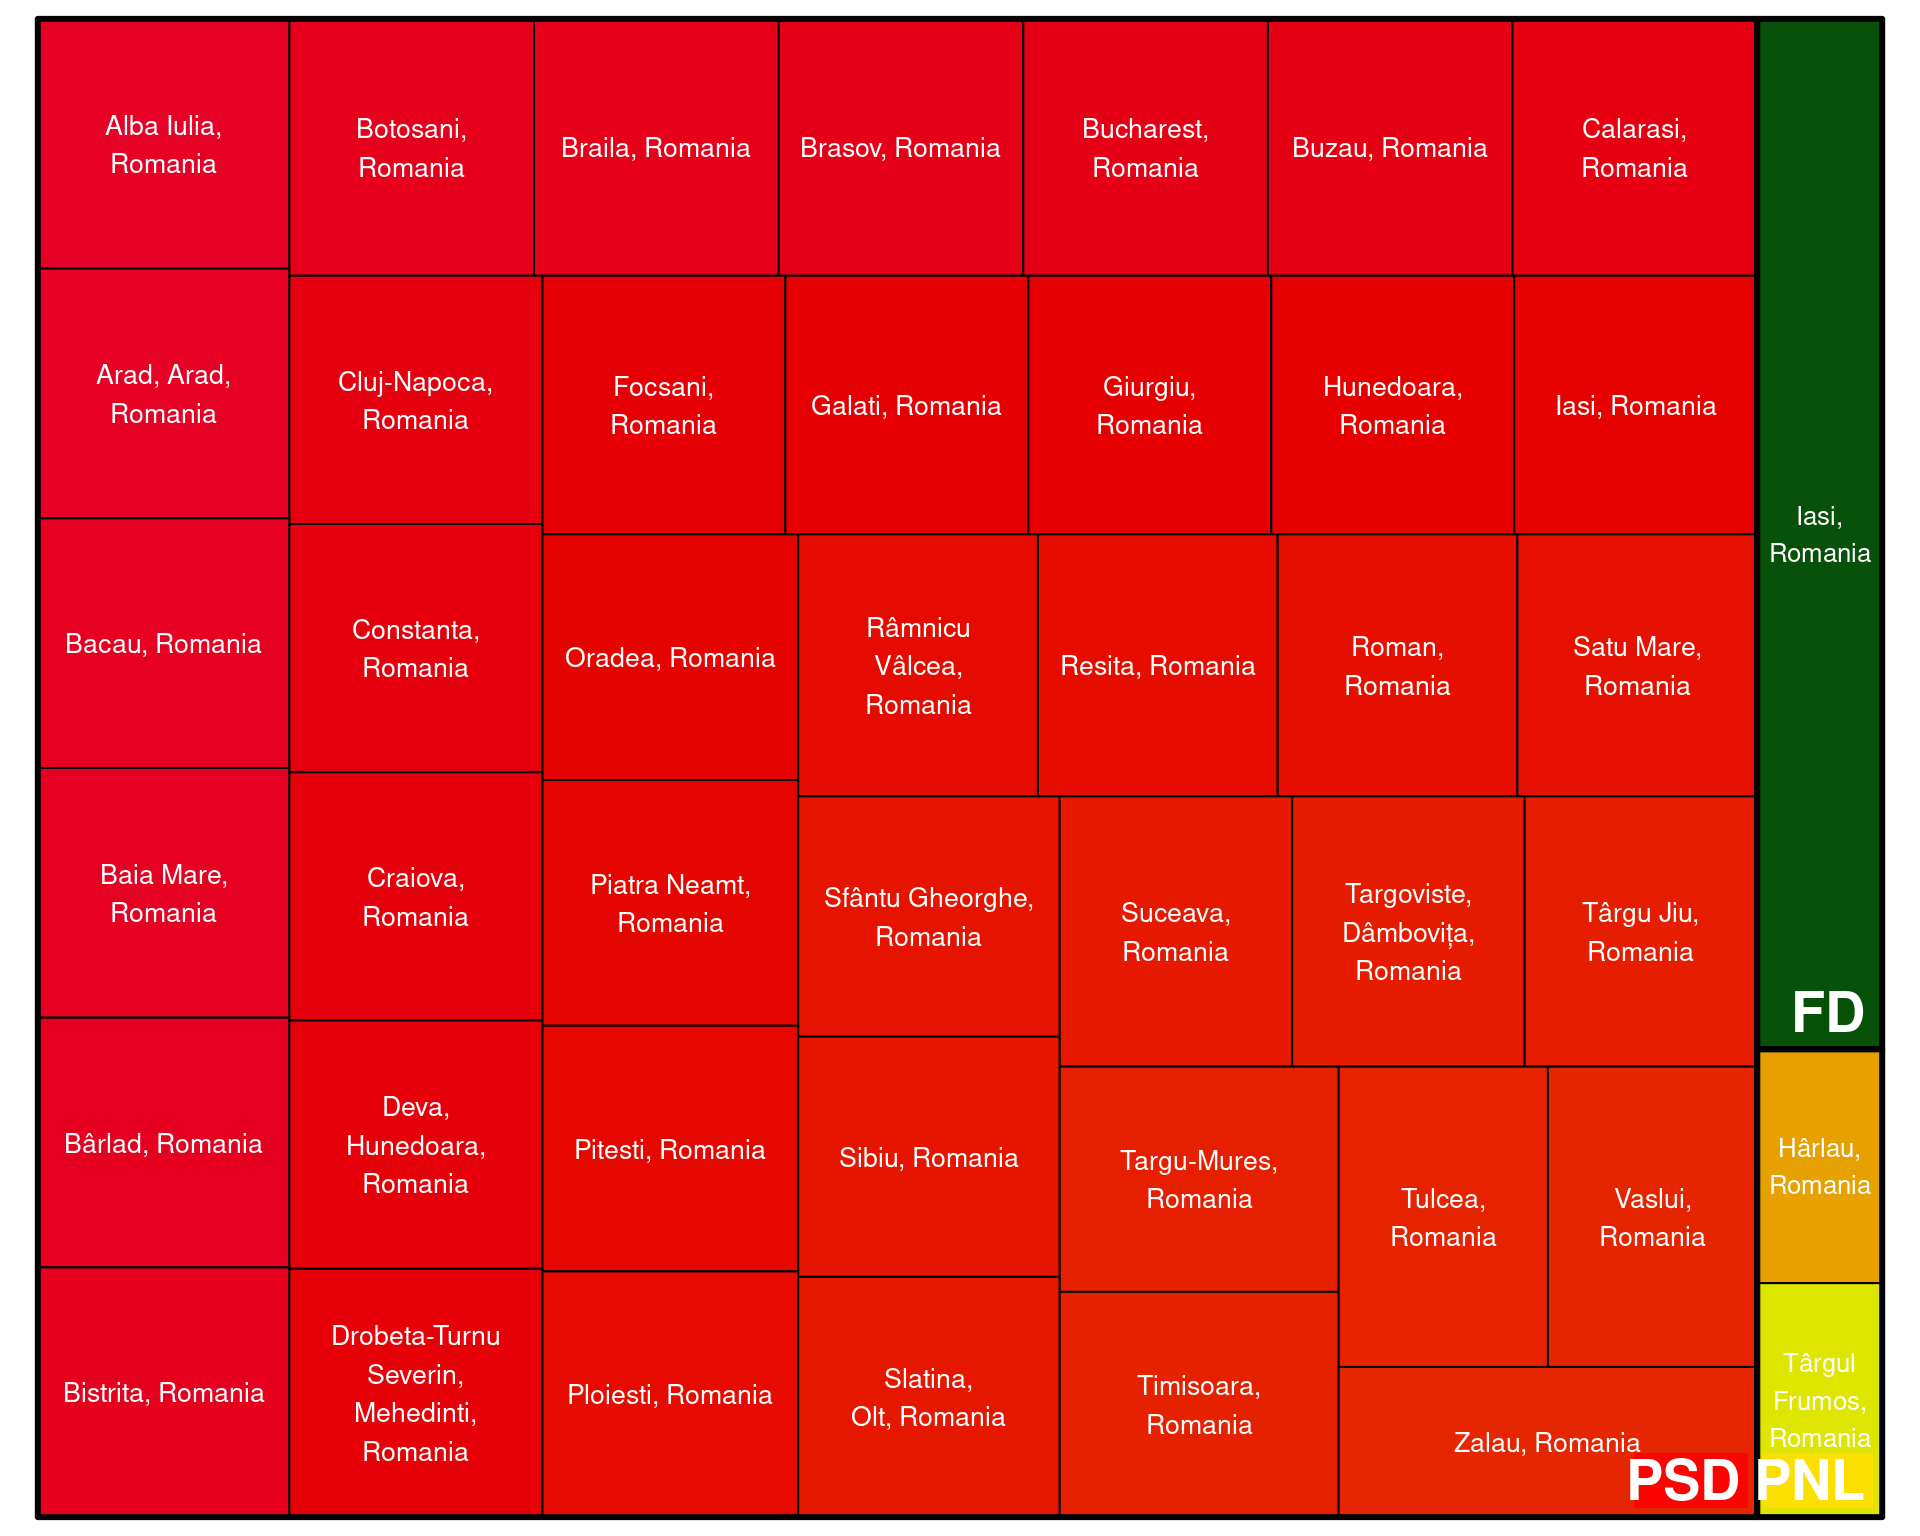 Alba Iulia,
Romania
Botosani,
Romania
Braila, Romania
Brasov, Romania
Bucharest,
Romania
Buzau, Romania
Calarasi,
Romania
Arad, Arad,
Romania
Cluj-Napoca,
Romania
Focsani,
Romania
Galati, Romania
Giurgiu,
Romania
Hunedoara,
Romania
Iasi, Romania
Iasi,
Romania
Bacau, Romania
Constanta,
Romania
Oradea, Romania
Râmnicu
Vâlcea,
Romania
Resita, Romania
Roman,
Romania
Satu Mare,
Romania
Baia Mare,
Romania
Craiova,
Romania
Piatra Neamt,
Romania
Sfântu Gheorghe,
Romania
Suceava,
Romania
Targoviste,
Dâmbovița,
Romania
Târgu Jiu,
Romania
FD
Bârlad, Romania
Deva,
Hunedoara,
Romania
Pitesti, Romania
Sibiu, Romania
Targu-Mures,
Romania
Tulcea,
Romania
Vaslui,
Romania
Hârlau,
Romania
Bistrita, Romania
Drobeta-Turnu
Severin,
Mehedinti,
Romania
Ploiesti, Romania
Slatina,
Olt, Romania
Timisoara,
Romania
Zalau, Romania
PSD
Târgul
Frumos,
Romania
PNL